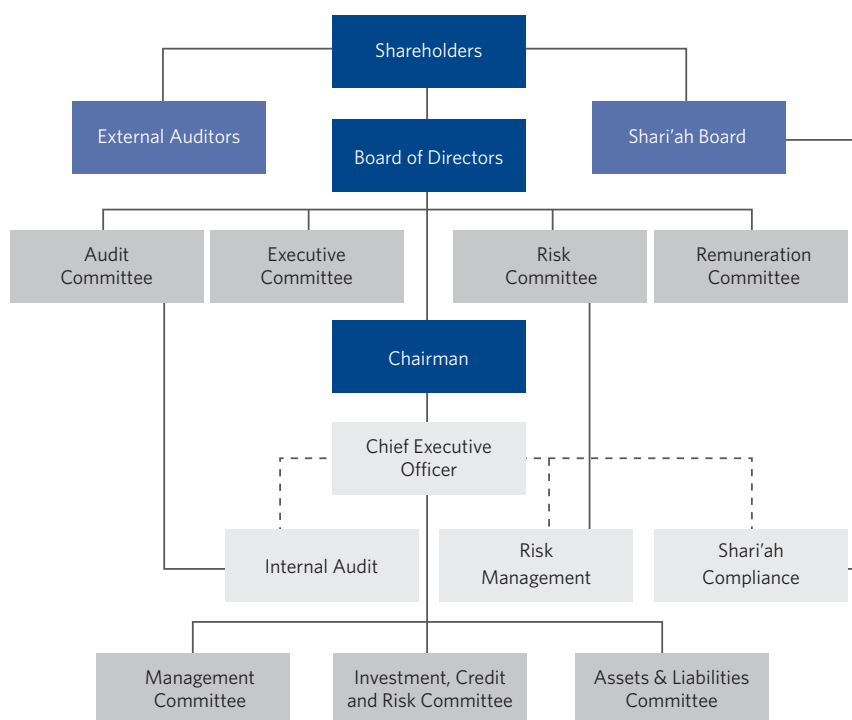 Shareholders
External Auditors
Shari’ah Board
Board of Directors
Audit
Committee
Executive
Committee
Risk
Committee
Remuneration
Committee
Chairman
Chief Executive
Officer
Internal Audit
Risk
Management
Shari’ah
Compliance
Management
Committee
Investment, Credit
and Risk Committee
Assets & Liabilities
Committee